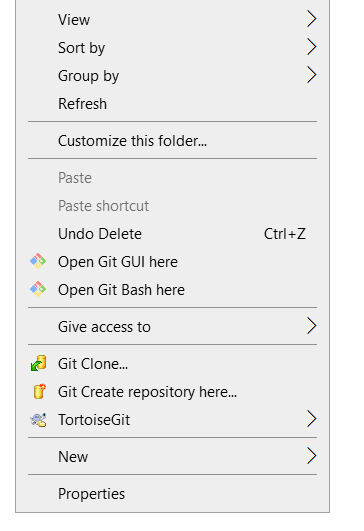 View
Sort by
Group by
Refresh
Customize this folder...
Paste
Paste shortcut
Undo Delete Ctrl+Z
Open Git GUI here
Open Git Bash here
Give access to
Git Clone...
Git Create repository here...
TortoiseGit
New
Properties